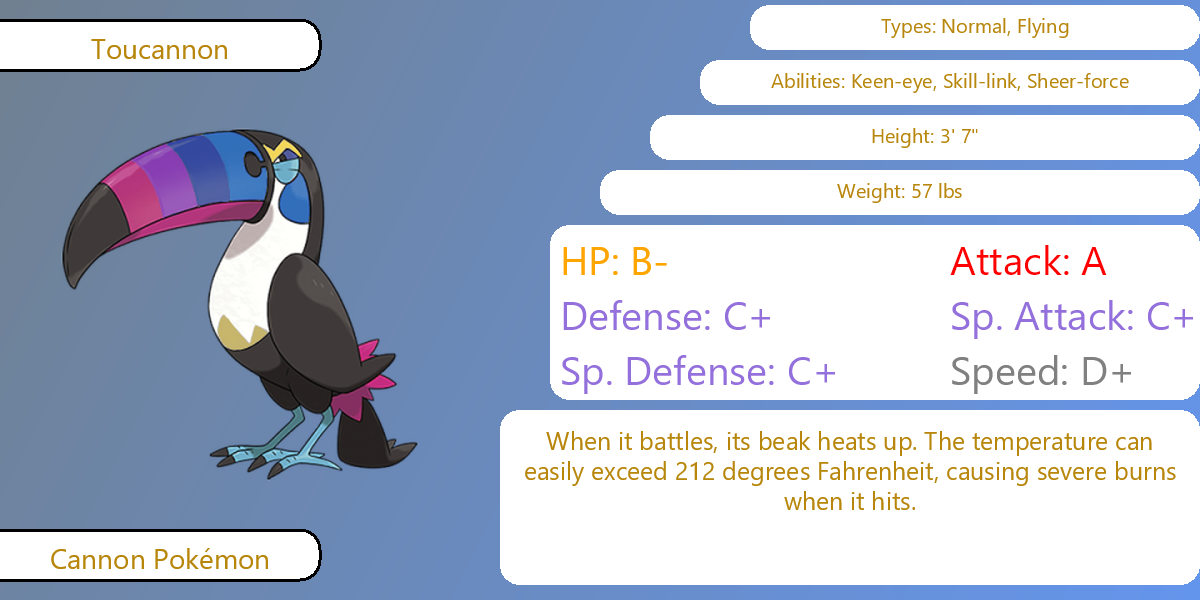 Toucannon
Types: Normal, Flying
Abilities: Keen-eye, Skill-link, Sheer-force
Height: 3' 7"
Weight: 57 lbs
HP: B-
Attack: A
Defense: C+
Sp. Attack: C+
Sp. Defense: C+
Speed: D+
When it battles, its beak heats up. The temperature can
easily exceed 212 degrees Fahrenheit, causing severe burns
when it hits.
Cannon Pokémon